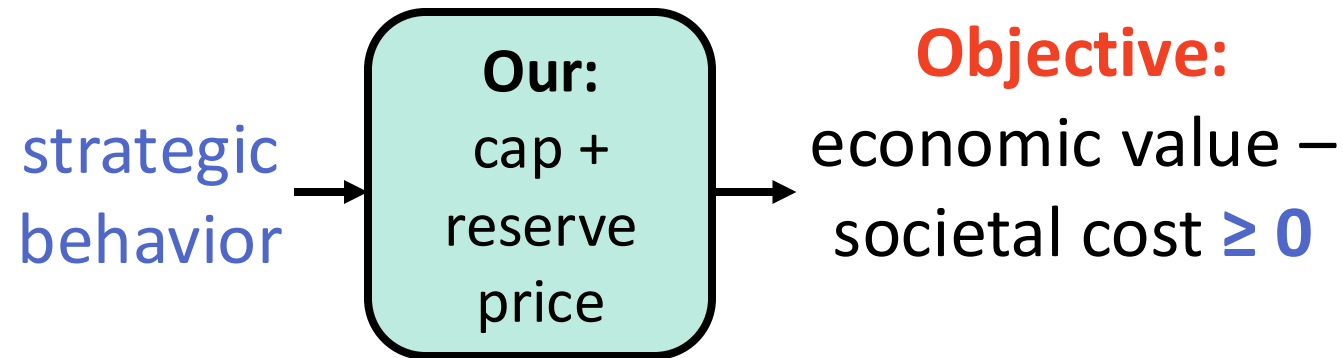 strategic
behavior
Our:
cap +
reserve
price
Objective:
economic value –
societal cost ≥ 0